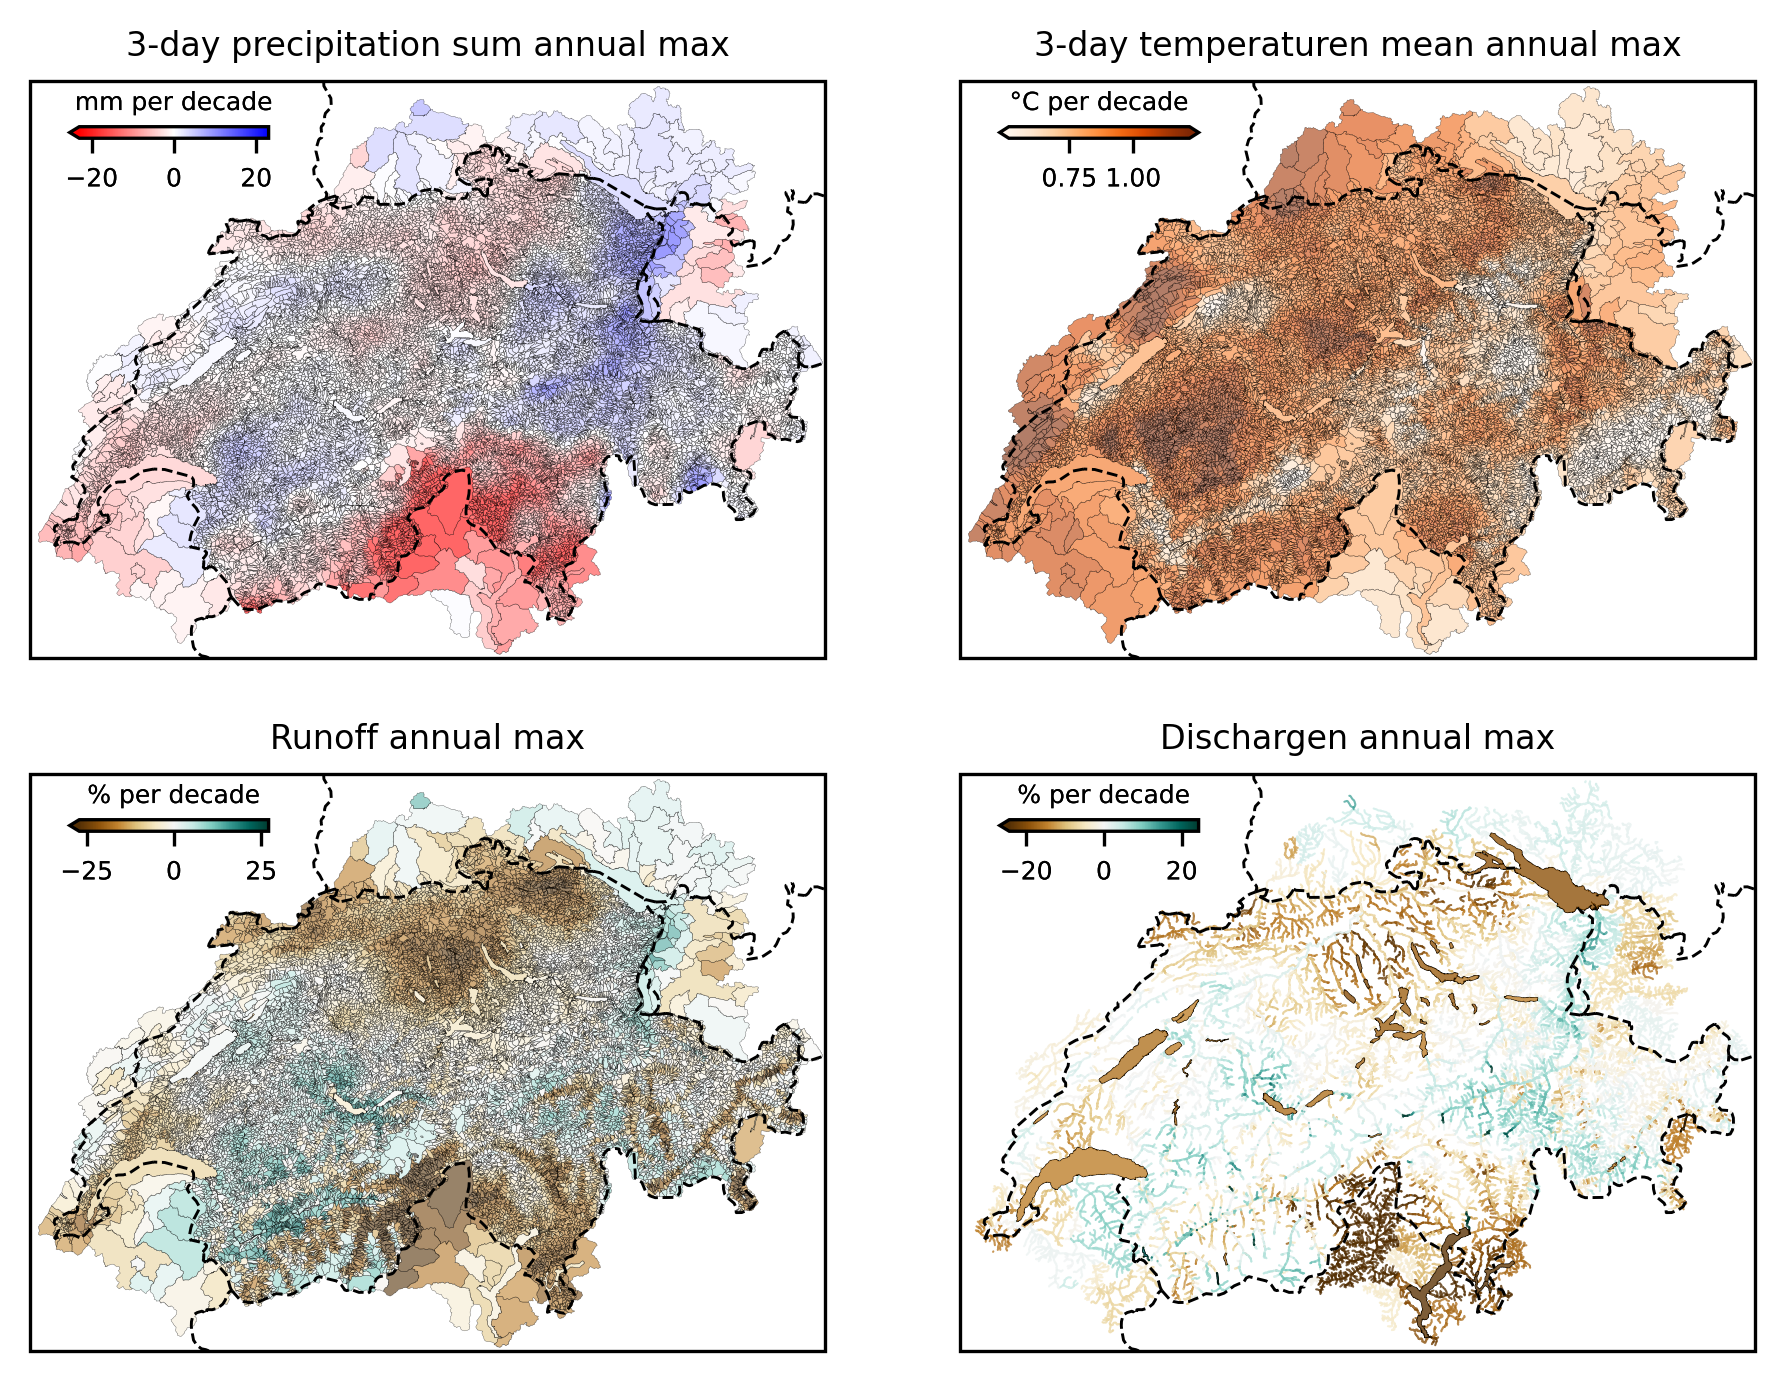 3-day precipitation sum annual max
mm per decade
−20 0 20
3-day temperaturen mean annual max
°C per decade
0.75 1.00
Runoff annual max
% per decade
−25 0 25
Dischargen annual max
% per decade
−20 0 20